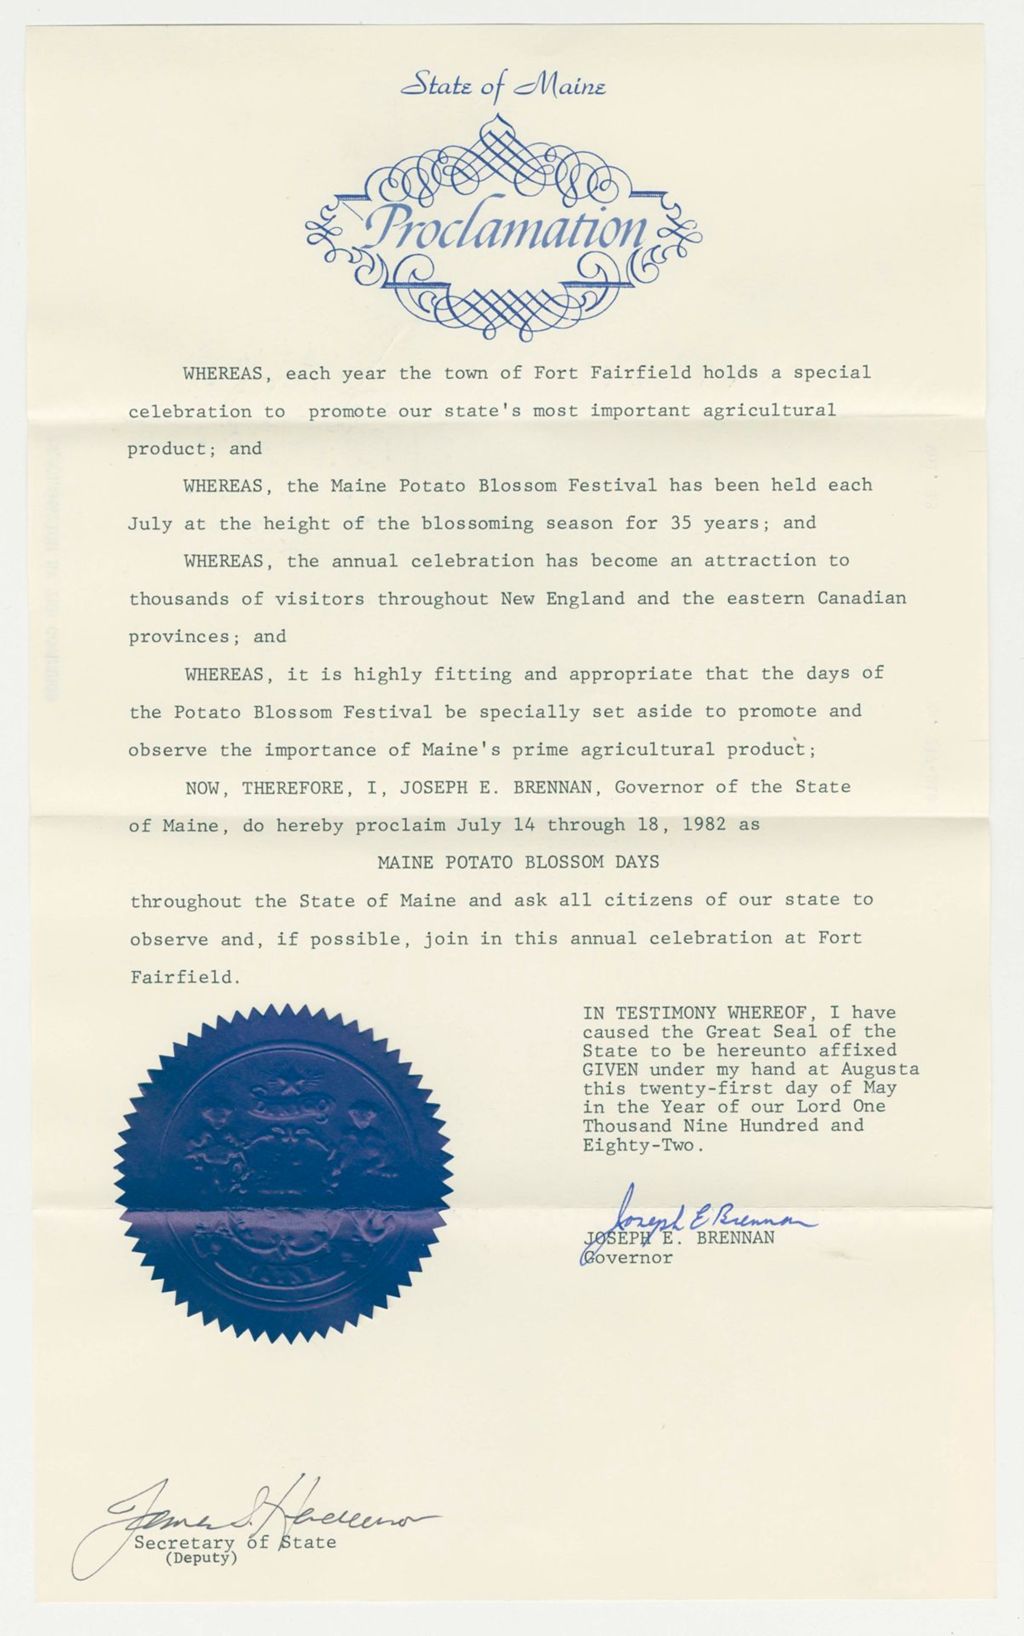 State of Maine
Proclamation
WHEREAS, each year the town of Fort Fairfield holds a special
celebration to promote our state's most important agricultural
product; and
WHEREAS, the Maine Potato Blossom Festival has been held each
July at the height of the blossoming season for 35 years; and
WHEREAS, the annual celebration has become an attraction to
thousands of visitors throughout New England and the eastern Canadian
provinces; and
WHEREAS, it is highly fitting and appropriate that the days of
the Potato Blossom Festival be specially set aside to promote and
observe the importance of Maine's prime agricultural product;
NOW, THEREFORE, I, JOSEPH E. BRENNAN, Governor of the State
of Maine, do hereby proclaim July 14 through 18, 1982 as
MAINE POTATO BLOSSOM DAYS
throughout the State of Maine and ask all citizens of our state to
observe and, if possible, join in this annual celebration at Fort
Fairfield.
IN TESTIMONY WHEREOF, I have
caused the Great Seal of the
State to be hereunto affixed
GIVEN under my hand at Augusta
this twenty-first day of May
in the Year of our Lord One
Thousand Nine Hundred and
Eighty-Two.
Joseph E Brennan
JOSEPH E. BRENNAN
Governor
James S. Henderson
Secretary of State
(Deputy)